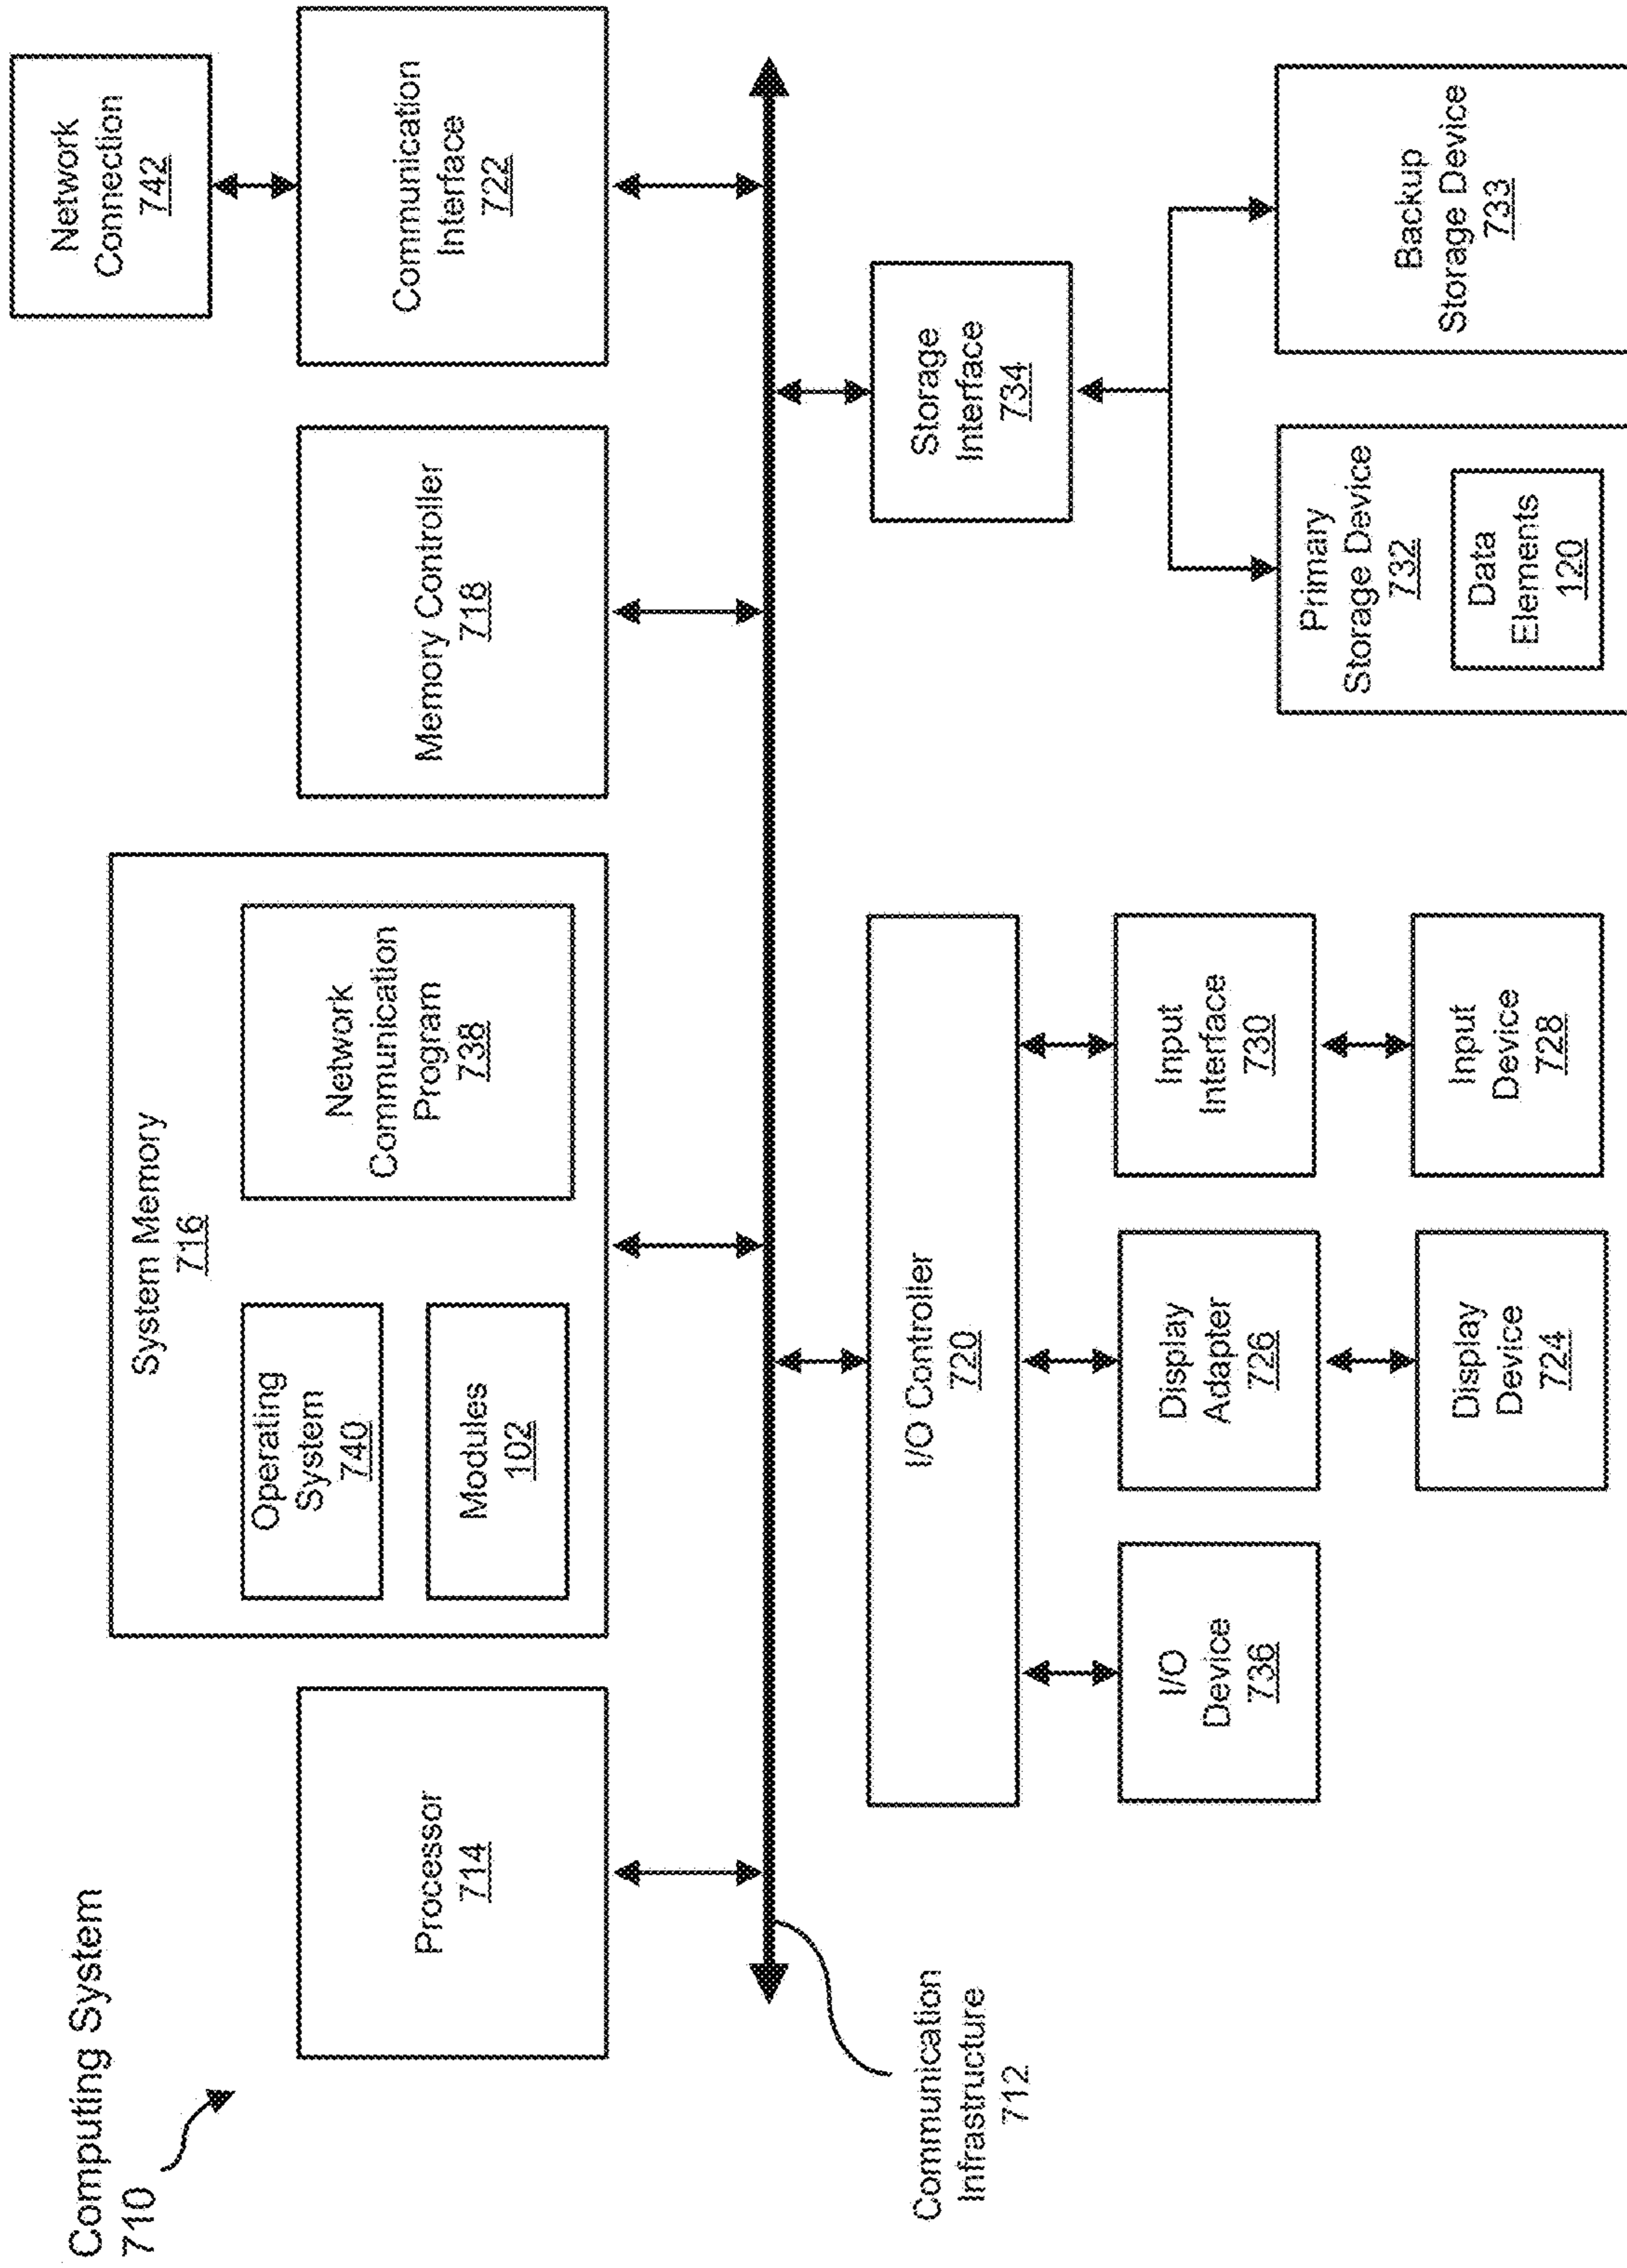 Computing System
710
Processor
714
System Memory
716
Operating
System
740
Modules
102
Network
Communication
Program
738
Memory Controller
718
Network
Connection
742
Communication
Interface
722
Communication
Infrastructure
712
I/O Controller
720
I/O
Device
736
Display
Adapter
726
Display
Device
724
Input
Interface
730
Input
Device
728
Storage
Interface
734
Primary
Storage Device
732
Data
Elements
120
Backup
Storage Device
733